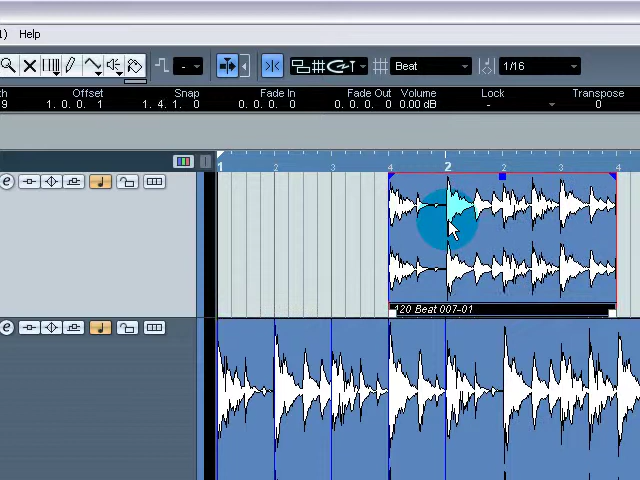 l) Help
- Beat 1/16
th Offset Snap Fade In Fade Out Volume Lock Transpose
9 1. 0. 0. 1 1. 4. 1. 0 0. 0. 0. 0 0. 0. 0. 0 0.00 dB - 0
1 2 3 4 2 2 3 4
e
120 Beat 007-01
e